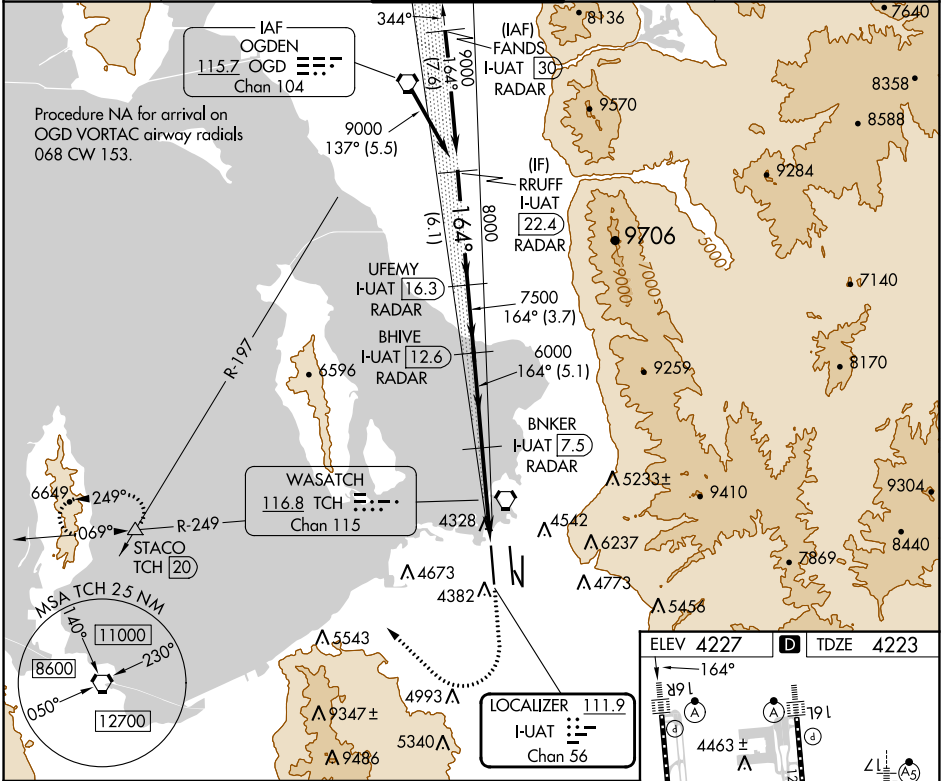 IAF
OGDEN
115.7 OGD
Chan 104
Procedure NA for arrival on
OGD VORTAC airway radials
068 CW 153.
344°
9000
164°
(7.6)
(IAF)
FANDS
I-UAT 30
RADAR
8136
7640
8358
9570
8588
9000
137° (5.5)
(IF)
RRUFF
I-UAT
22.4
RADAR
9284
164°
(6.1)
8000
9706
5000
7000
9000
UFEMY
I-UAT 16.3
RADAR
7500
164° (3.7)
7140
BHIVE
I-UAT 12.6
RADAR
6000
164° (5.1)
R-197
6596
9259
8170
BNKER
I-UAT 7.5
RADAR
WASATCH
116.8 TCH
Chan 115
5233±
9410
9304
6649
249°
069°
R-249
STACO
TCH 20
4328
4542
6237
8440
7869
4673
4382
4773
5456
MSA TCH 25 NM
140°
11000
8600
230°
050°
12700
5543
4993
9347±
5340
9486
LOCALIZER 111.9
I-UAT
Chan 56
ELEV 4227
D
TDZE 4223
164°
16R
A
A
16L
P
P
4463±
17
A5
12